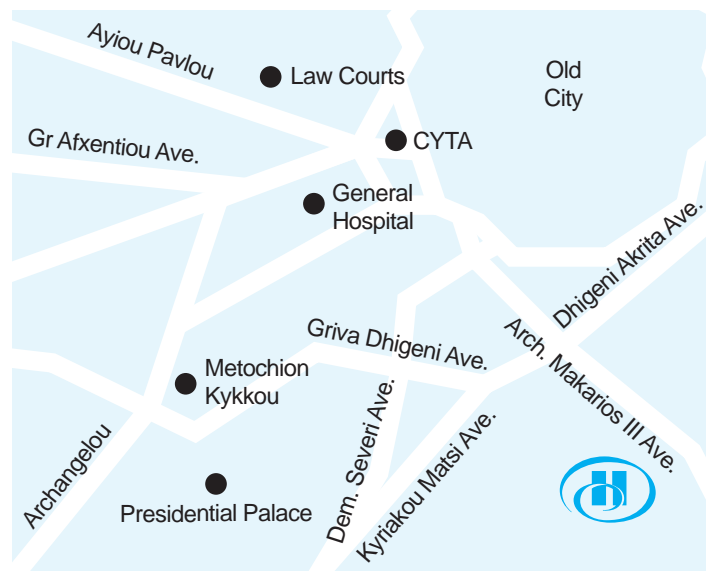 Ayiou Pavlou
Law Courts
Old
City
Gr Afxentiou Ave.
CYTA
General
Hospital
Dhigeni Akrita Ave.
Griva Dhigeni Ave.
Arch. Makarios III Ave.
Metochion
Kykkou
Archangelou
Dem. Severi Ave.
Kyriakou Matsi Ave.
Presidential Palace
H